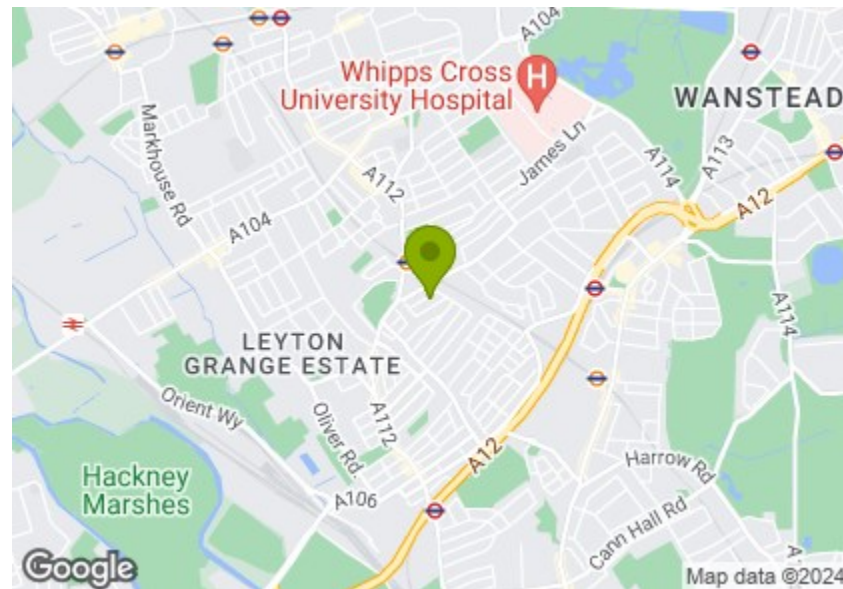 A104
Whipps Cross
University Hospital
H
WANSTEAD
Markhouse Rd
James Ln
A114
A113
A112
A12
A104
A114
LEYTON
GRANGE ESTATE
Orient Wy
Oliver Rd.
A112
A12
Harrow Rd
Hackney
Marshes
A106
Cann Hall Rd
Google
Map data ©2024